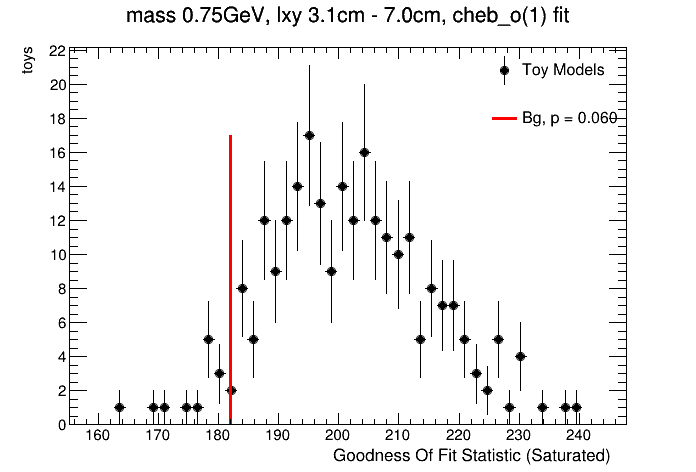 mass 0.75GeV, lxy 3.1cm - 7.0cm, cheb_o(1) fit
toys
22
20
18
16
14
12
10
8
6
4
2
0
Toy Models
Bg, p = 0.060
160 170 180 190 200 210 220 230 240
Goodness Of Fit Statistic (Saturated)